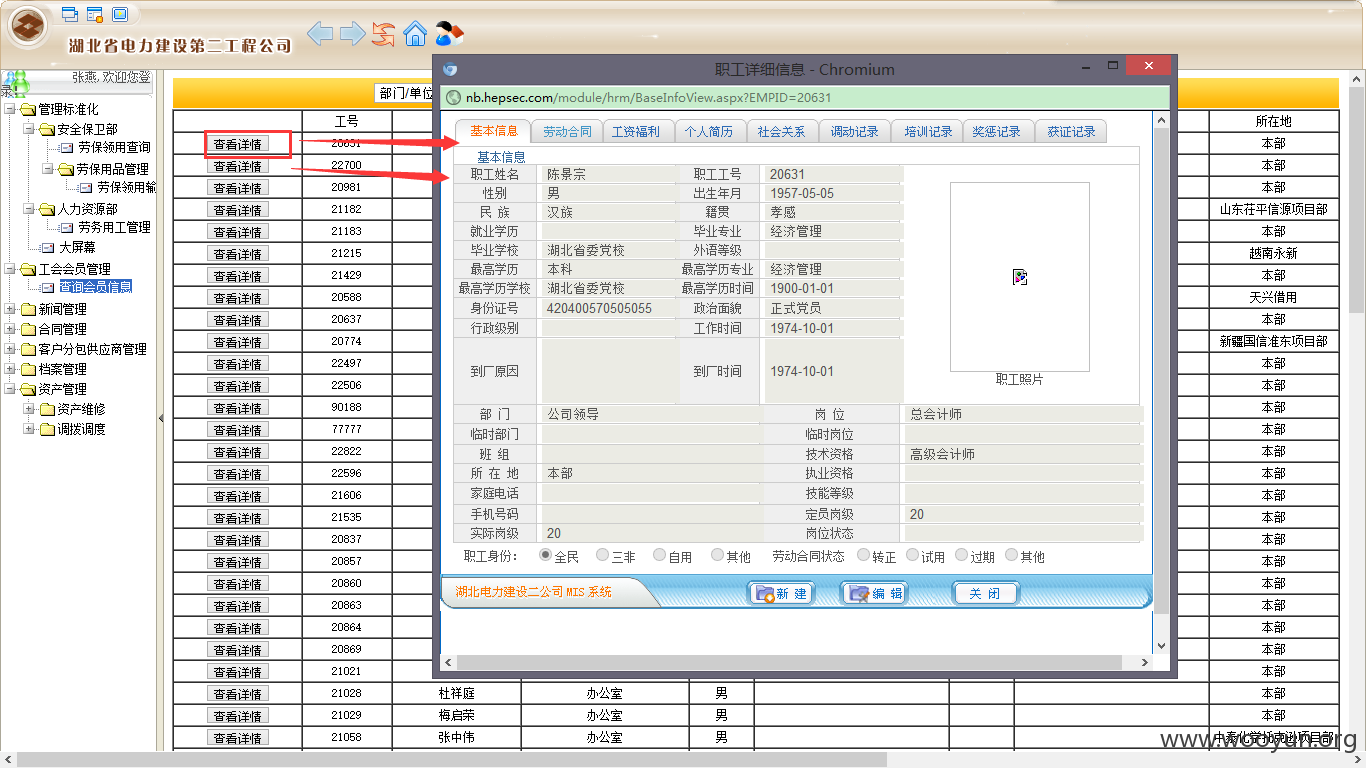 湖北省电力建设第二工程公司
张燕,欢迎您登
录!
管理标准化
安全保卫部
劳保领用查询
劳保用品管理
劳保领用输
人力资源部
劳务用工管理
大屏幕
工会会员管理
查询会员信息
新闻管理
合同管理
客户分包供应商管理
档案管理
资产管理
资产维修
调拨调度
部门/单位
工号 所在地
查看详情 20631 本部
查看详情 22700 本部
查看详情 20981 本部
查看详情 21182 山东茌平信源项目部
查看详情 21183 本部
查看详情 21215 越南永新
查看详情 21429 本部
查看详情 20588 天兴借用
查看详情 20637 本部
查看详情 20774 新疆国信准东项目部
查看详情 22497 本部
查看详情 22506 本部
查看详情 90188 本部
查看详情 77777 本部
查看详情 22822 本部
查看详情 22596 本部
查看详情 21606 本部
查看详情 21535 本部
查看详情 20837 本部
查看详情 20857 本部
查看详情 20860 本部
查看详情 20863 本部
查看详情 20864 本部
查看详情 20869 本部
查看详情 21021 本部
查看详情 21028 杜祥庭 办公室 男 本部
查看详情 21029 梅启荣 办公室 男 本部
查看详情 21058 张中伟 办公室 男
职工详细信息 - Chromium
nb.hepsec.com/module/hrm/BaseInfoView.aspx?EMPID=20631
基本信息 劳动合同 工资福利 个人简历 社会关系 调动记录 培训记录 奖惩记录 获证记录
基本信息
职工姓名 陈景宗 职工工号 20631
性别 男 出生年月 1957-05-05
民 族 汉族 籍贯 孝感
就业学历 毕业专业 经济管理
毕业学校 湖北省委党校 外语等级
最高学历 本科 最高学历专业 经济管理
最高学历学校 湖北省委党校 最高学历时间 1900-01-01
身份证号 420400570505055 政治面貌 正式党员
行政级别 工作时间 1974-10-01
到厂原因 到厂时间 1974-10-01
职工照片
部 门 公司领导 岗 位 总会计师
临时部门 临时岗位
班 组 技术资格 高级会计师
所 在 地 本部 执业资格
家庭电话 技能等级
手机号码 定员岗级 20
实际岗级 20 岗位状态
职工身份: 全民 三非 自用 其他 劳动合同状态 转正 试用 过期 其他
湖北电力建设二公司 MIS 系统 新 建 编 辑 关 闭
www.wooyun.org